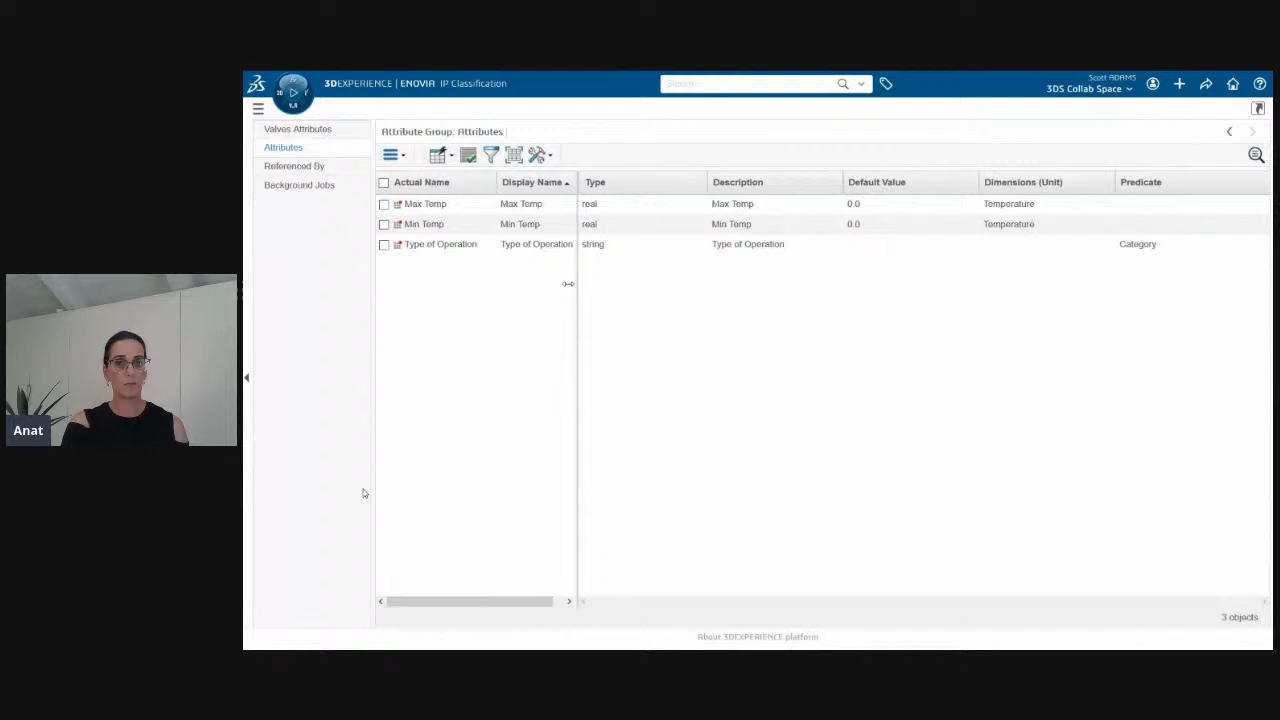 3DEXPERIENCE | ENOVIA IP Classification
Search
Scott ADAMS
3DS Collab Space
3D
V.R
Valves Attributes
Attributes
Referenced By
Background Jobs
Attribute Group: Attributes
Actual Name Display Name Type Description Default Value Dimensions (Unit) Predicate
Max Temp Max Temp real Max Temp 0.0 Temperature
Min Temp Min Temp real Min Temp 0.0 Temperature
Type of Operation Type of Operation string Type of Operation Category
Anat
3 objects
About 3DEXPERIENCE platform